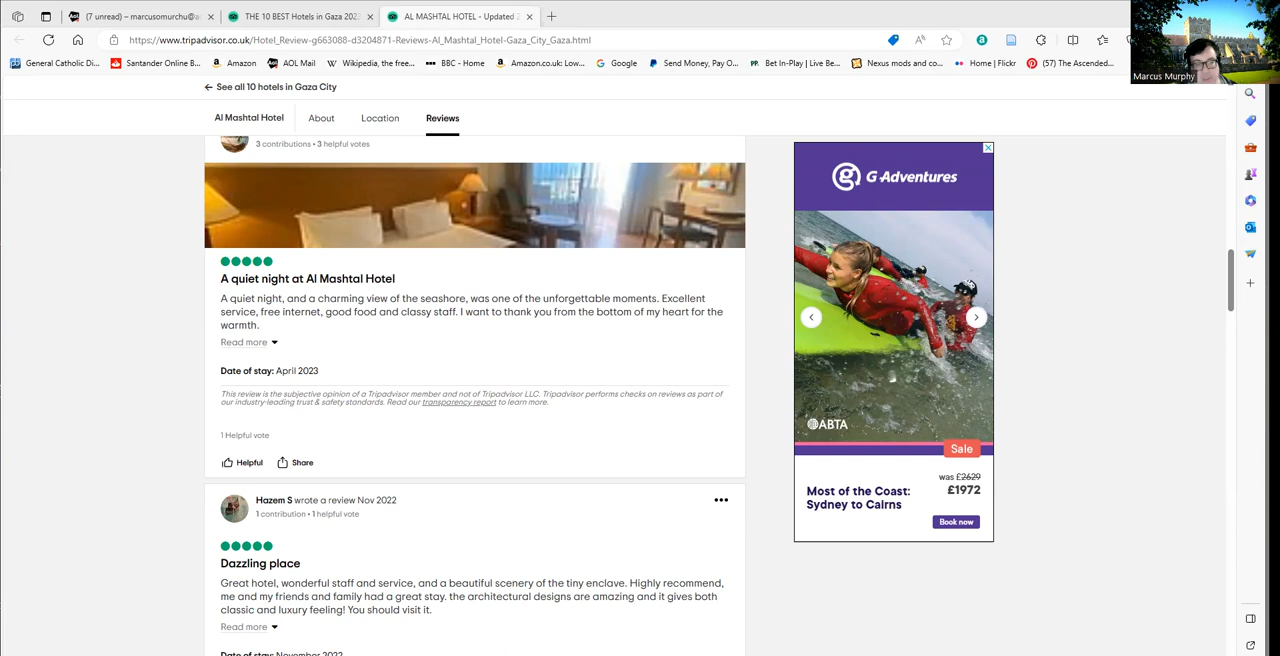 (7 unread) – marcusomurchu@a
THE 10 BEST Hotels in Gaza 2023
AL MASHTAL HOTEL - Updated 2
https://www.tripadvisor.co.uk/Hotel_Review-g663088-d3204871-Reviews-Al_Mashtal_Hotel-Gaza_City_Gaza.html
General Catholic Di...
Santander Online B...
Amazon
AOL Mail
Wikipedia, the free...
BBC - Home
Amazon.co.uk: Low...
Google
Send Money, Pay O...
Bet In-Play | Live Be...
Nexus mods and co...
Home | Flickr
(57) The Ascended...
Marcus Murphy
See all 10 hotels in Gaza City
Al Mashtal Hotel
About
Location
Reviews
3 contributions • 3 helpful votes
A quiet night at Al Mashtal Hotel
A quiet night, and a charming view of the seashore, was one of the unforgettable moments. Excellent
service, free internet, good food and classy staff. I want to thank you from the bottom of my heart for the
warmth.
Read more
Date of stay: April 2023
This review is the subjective opinion of a Tripadvisor member and not of Tripadvisor LLC. Tripadvisor performs checks on reviews as part of
our industry-leading trust & safety standards. Read our transparency report to learn more.
1 Helpful vote
Helpful
Share
Hazem S wrote a review Nov 2022
1 contribution • 1 helpful vote
Dazzling place
Great hotel, wonderful staff and service, and a beautiful scenery of the tiny enclave. Highly recommend,
me and my friends and family had a great stay. the architectural designs are amazing and it gives both
classic and luxury feeling! You should visit it.
Read more
Date of stay: November 2022
G Adventures
ABTA
Sale
was £2629
£1972
Most of the Coast:
Sydney to Cairns
Book now